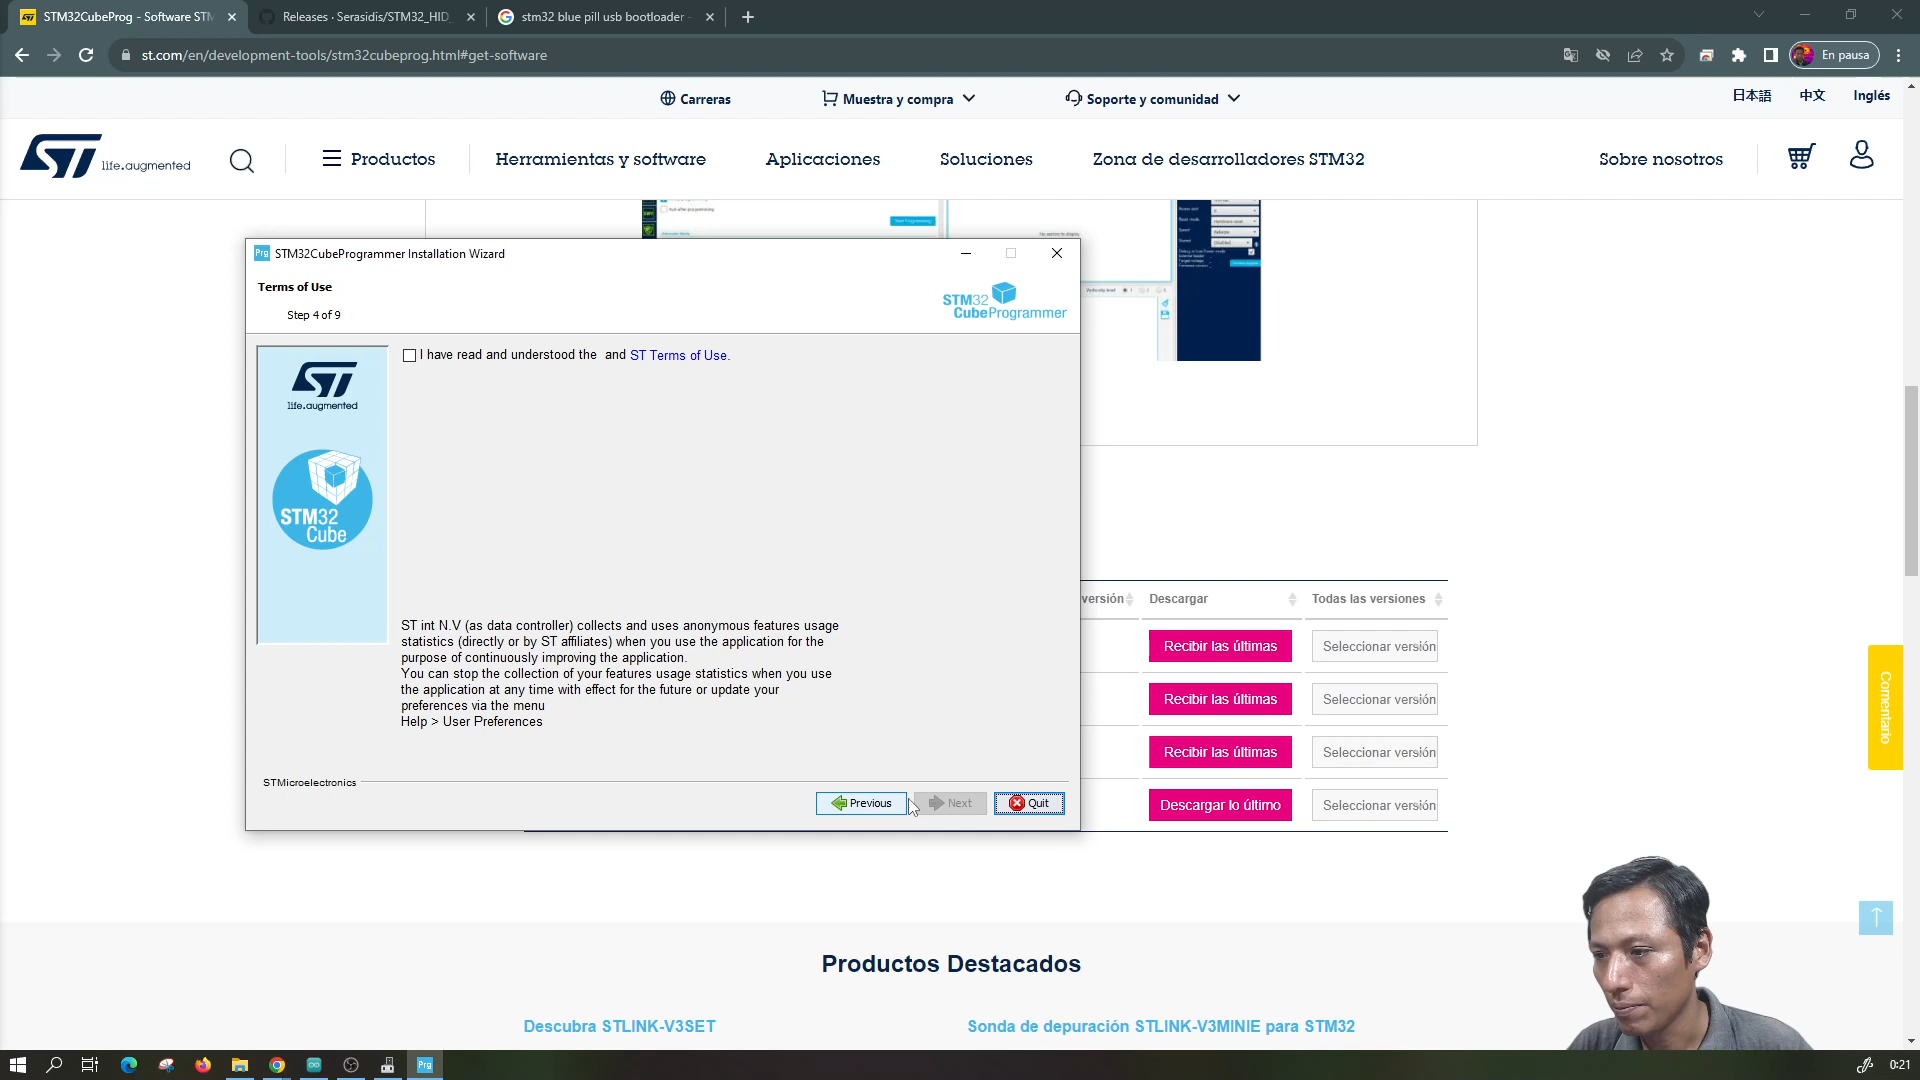 STM32CubeProg - Software STM
Releases · Serasidis/STM32_HID_
stm32 blue pill usb bootloader -
st.com/en/development-tools/stm32cubeprog.html#get-software
En pausa
Carreras
Muestra y compra
Soporte y comunidad
日本語
中文
Inglés
ST life.augmented
Productos
Herramientas y software
Aplicaciones
Soluciones
Zona de desarrolladores STM32
Sobre nosotros
Prg STM32CubeProgrammer Installation Wizard
Terms of Use
Step 4 of 9
STM32
CubeProgrammer
I have read and understood the and ST Terms of Use.
ST
life.augmented
STM32
Cube
ST int N.V (as data controller) collects and uses anonymous features usage
statistics (directly or by ST affiliates) when you use the application for the
purpose of continuously improving the application.
You can stop the collection of your features usage statistics when you use
the application at any time with effect for the future or update your
preferences via the menu
Help > User Preferences
STMicroelectronics
Previous
Next
Quit
versión
Descargar
Todas las versiones
Recibir las últimas
Seleccionar versión
Recibir las últimas
Seleccionar versión
Recibir las últimas
Seleccionar versión
Descargar lo último
Seleccionar versión
Comentario
Productos Destacados
Descubra STLINK-V3SET
Sonda de depuración STLINK-V3MINIE para STM32
Prg
0:21